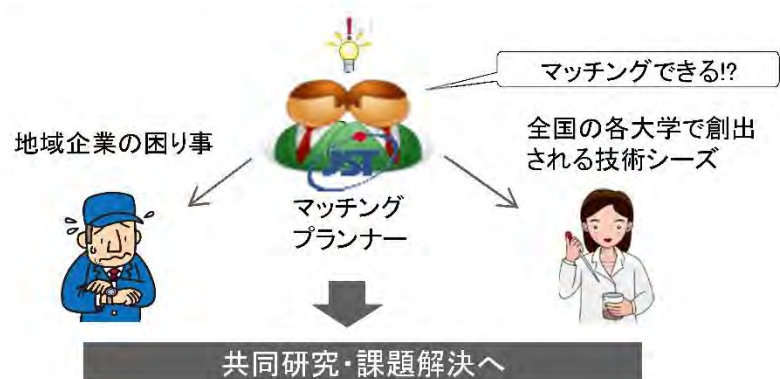 マッチングできる!?
地域企業の困り事
全国の各大学で創出
される技術シーズ
JST
マッチング
プランナー
共同研究・課題解決へ